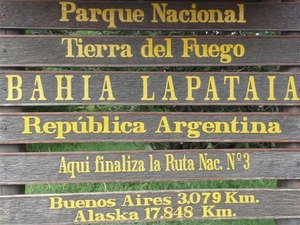 Parque Nacional
Tierra del Fuego
BAHIA LAPATAIA
República Argentina
Aqui finaliza la Ruta Nac. Nº3
Buenos Aires 3.079 Km.
Alaska 17.848 Km.